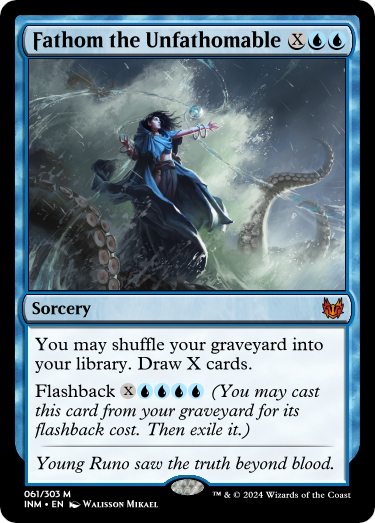 Fathom the Unfathomable X
Sorcery
You may shuffle your graveyard into
your library. Draw X cards.
Flashback X (You may cast
this card from your graveyard for its
flashback cost. Then exile it.)
Young Runo saw the truth beyond blood.
061/303 M
INM • EN Walisson Mikael
™ & © 2024 Wizards of the Coast